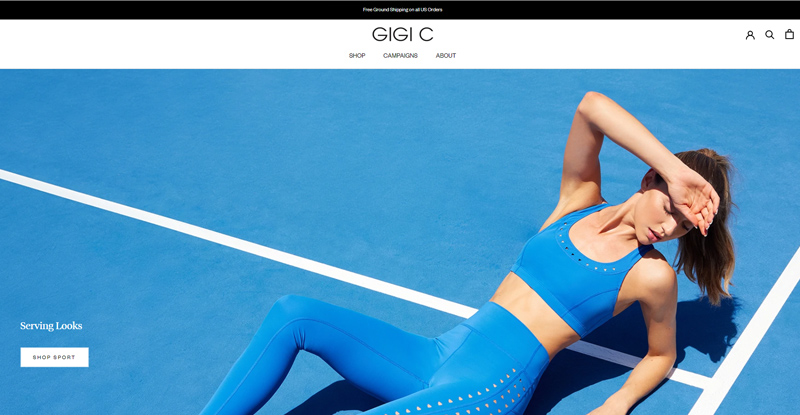 Free Ground Shipping on all US Orders
GIGI C
SHOP CAMPAIGNS ABOUT
Serving Looks
SHOP SPORT